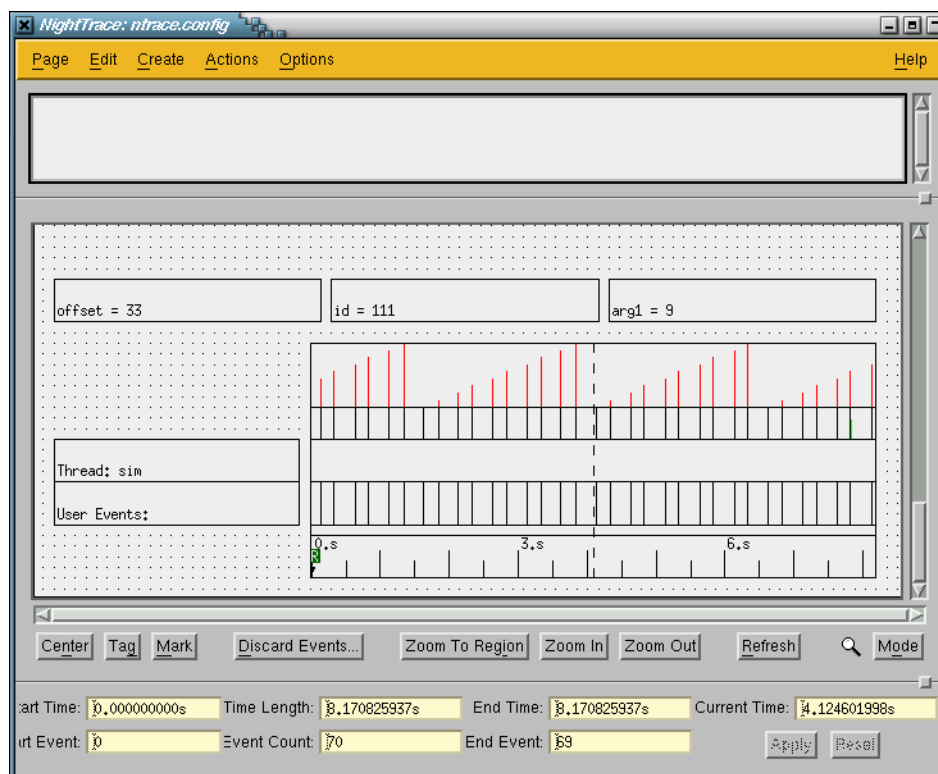 NightTrace: ntrace.config
Page Edit Create Actions Options Help
offset = 33 id = 111 arg1 = 9
Thread: sim
User Events:
0.s 3.s 6.s
R
Center Tag Mark Discard Events... Zoom To Region Zoom In Zoom Out Refresh Mode
art Time: 0.000000000s Time Length: 8.170825937s End Time: 8.170825937s Current Time: 4.124601998s
rt Event: 0 Event Count: 70 End Event: 69 Apply Reset